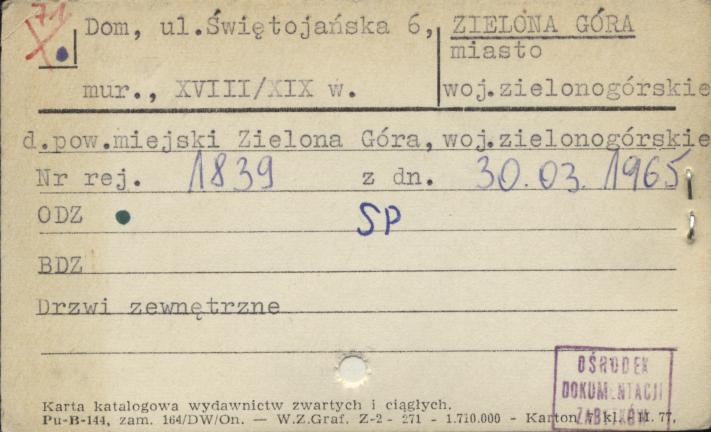 71
Dom, ul.Świętojańska 6, ZIELONA GÓRA
miasto
mur., XVIII/XIX w. woj.zielonogórskie
d.pow.miejski Zielona Góra, woj.zielonogórskie
Nr rej. 1839 z dn. 30.03.1965
ODZ SP
BDZ
Drzwi zewnętrzne
OŚRODEK
DOKUMENTACJI
ZABYTKÓW
Karta katalogowa wydawnictw zwartych i ciągłych.
Pu-B-144, zam. 164/DW/On. — W.Z.Graf. Z-2 - 271 - 1.710.000 - Karton kl. 77.